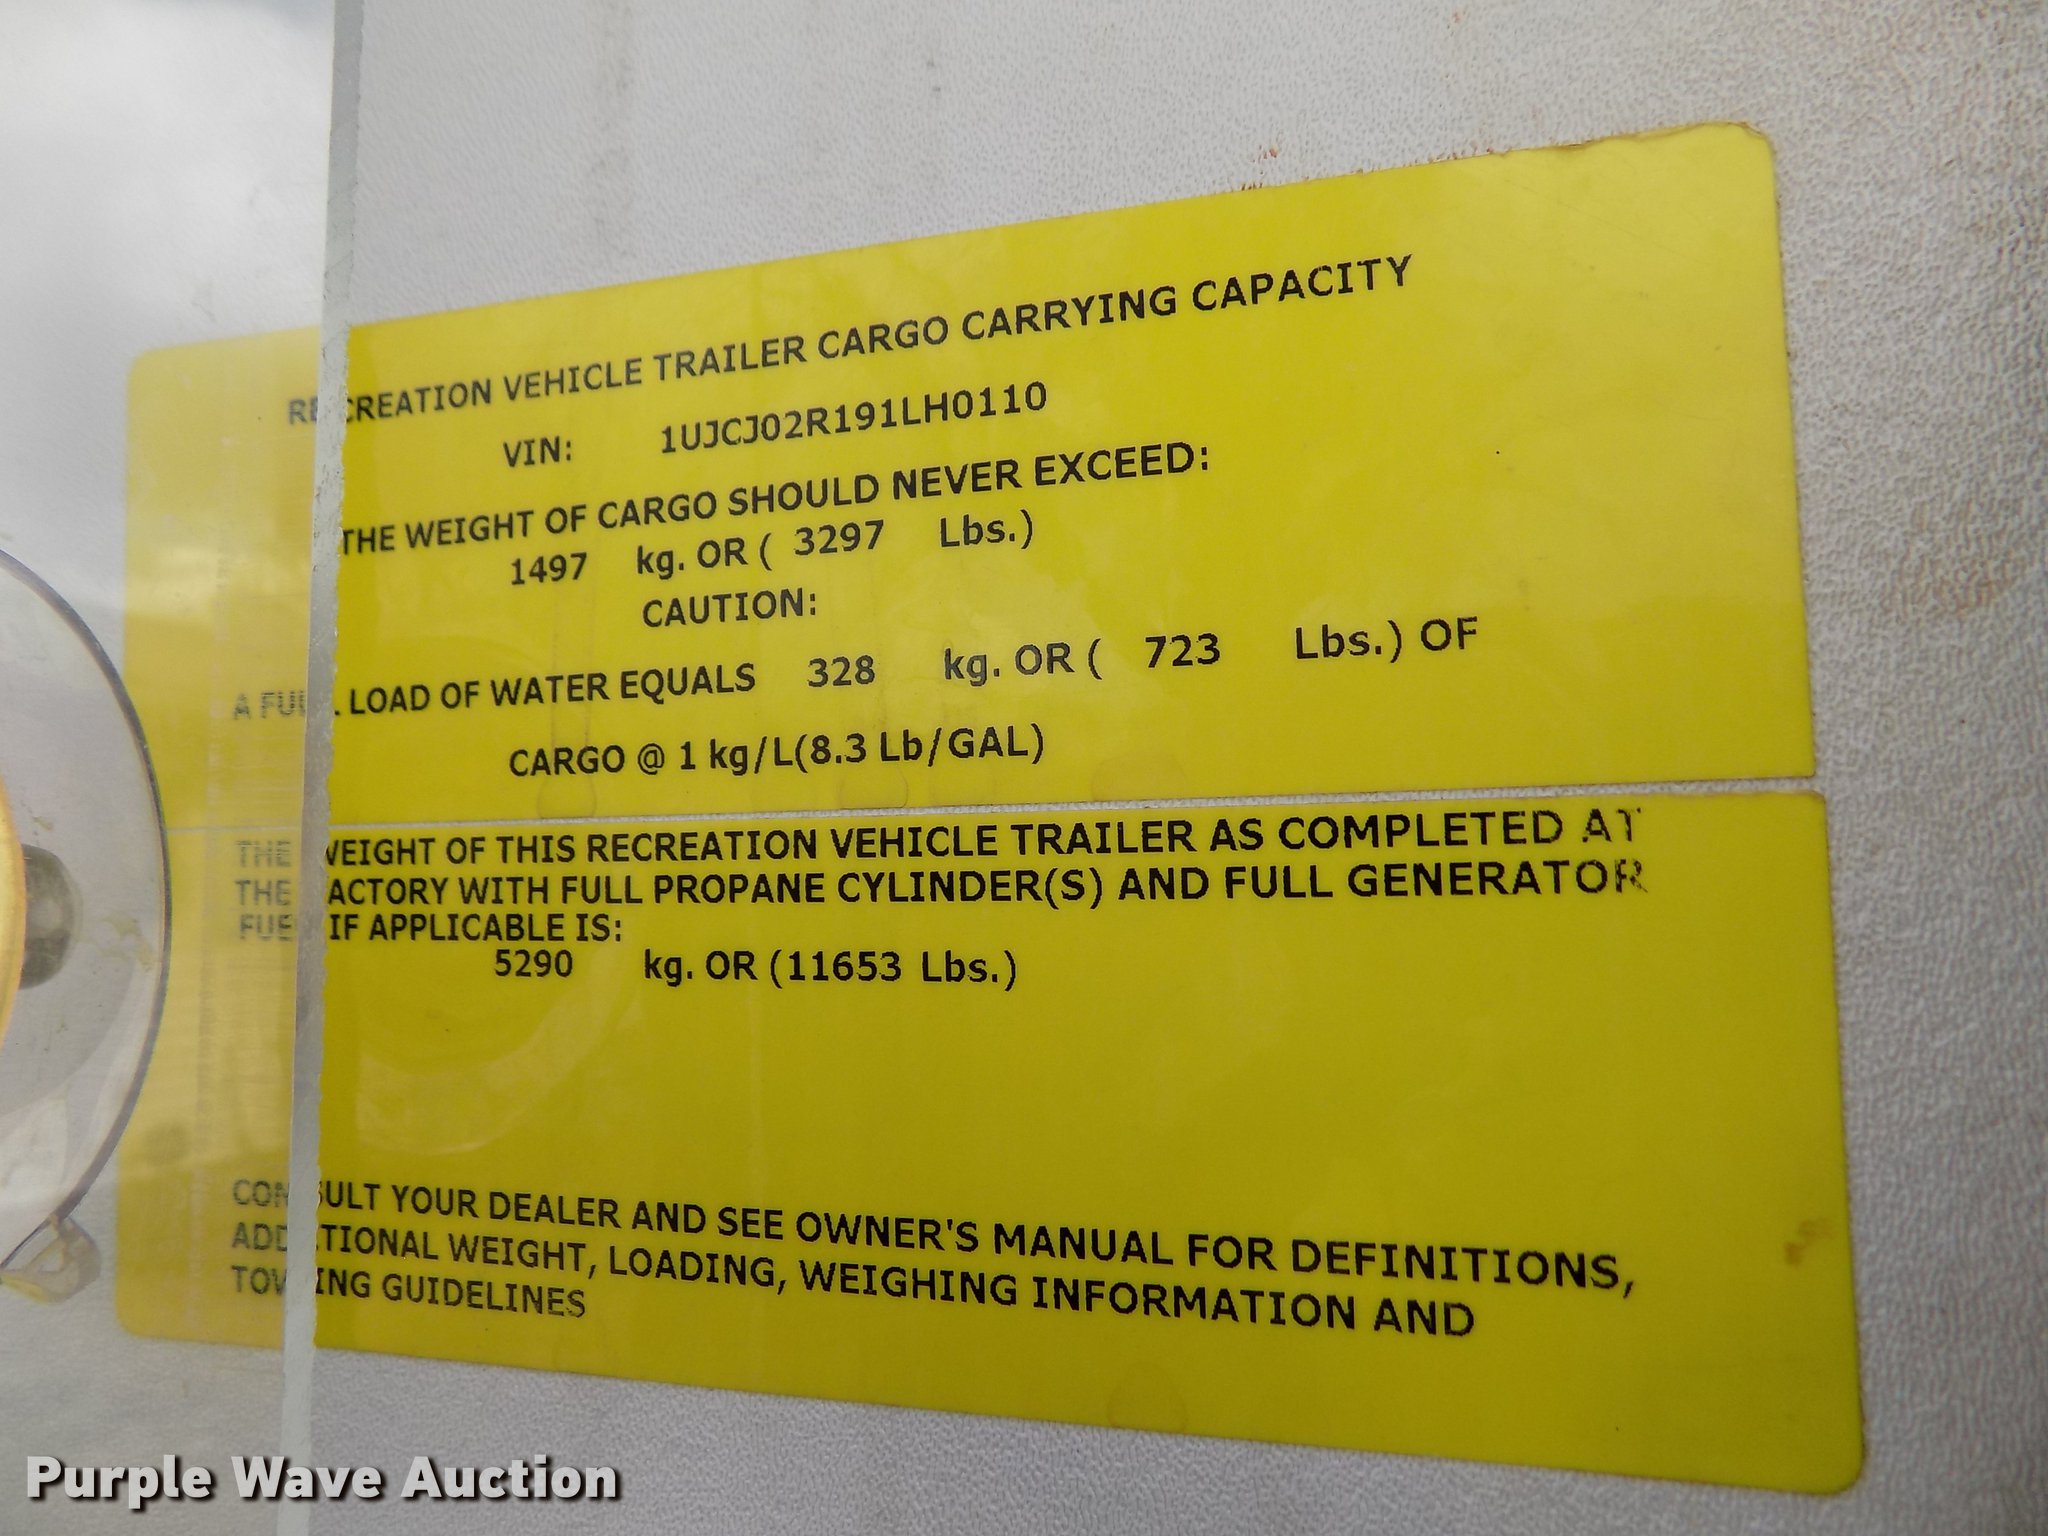 RECREATION VEHICLE TRAILER CARGO CARRYING CAPACITY
VIN: 1UJCJ02R191LH0110
THE WEIGHT OF CARGO SHOULD NEVER EXCEED:
1497 kg. OR ( 3297 Lbs.)
CAUTION:
A FULL LOAD OF WATER EQUALS 328 kg. OR ( 723 Lbs.) OF
CARGO @ 1 kg/L(8.3 Lb/GAL)
THE WEIGHT OF THIS RECREATION VEHICLE TRAILER AS COMPLETED AT
THE FACTORY WITH FULL PROPANE CYLINDER(S) AND FULL GENERATOR
FUEL IF APPLICABLE IS:
5290 kg. OR (11653 Lbs.)
CONSULT YOUR DEALER AND SEE OWNER'S MANUAL FOR DEFINITIONS,
ADDITIONAL WEIGHT, LOADING, WEIGHING INFORMATION AND
TOWING GUIDELINES
Purple Wave Auction